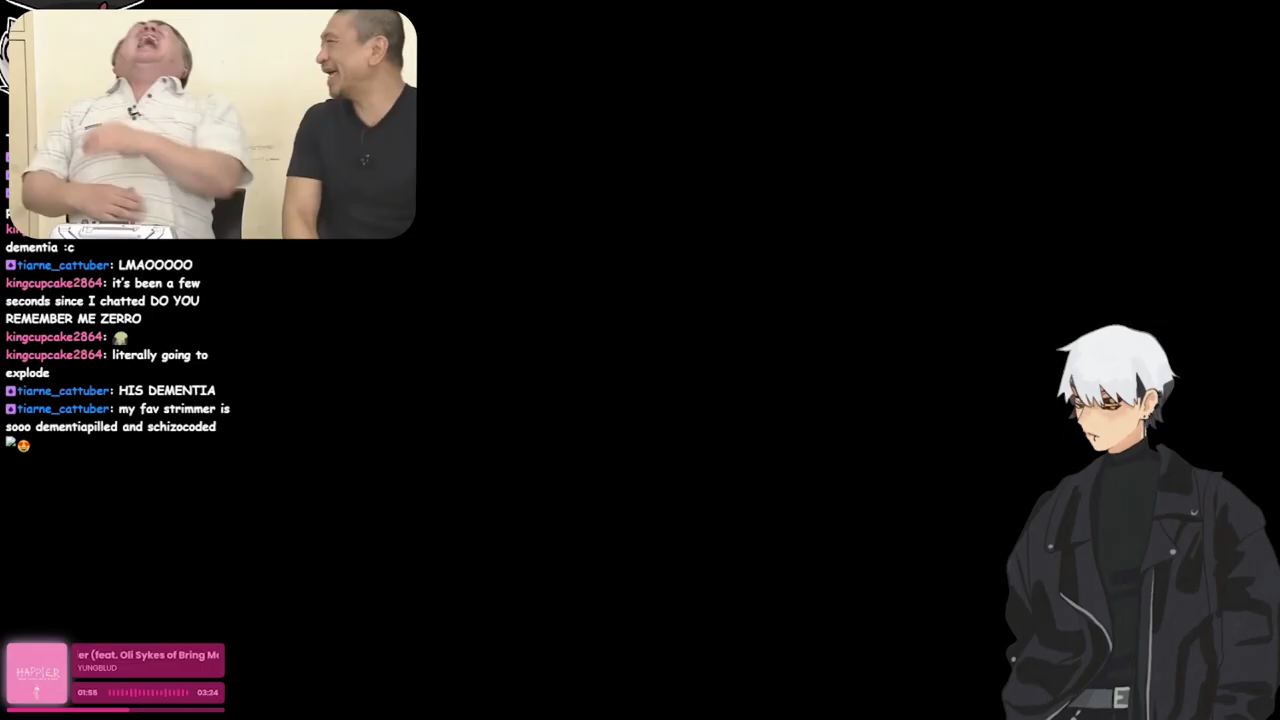 dementia :c
tiarne_cattuber: LMAOOOOO
kingcupcake2864: it's been a few
seconds since I chatted DO YOU
REMEMBER ME ZERRO
kingcupcake2864:
kingcupcake2864: literally going to
explode
tiarne_cattuber: HIS DEMENTIA
tiarne_cattuber: my fav strimmer is
sooo dementiapilled and schizocoded
HAPPIER
er (feat. Oli Sykes of Bring Me
YUNGBLUD
01:55
03:24